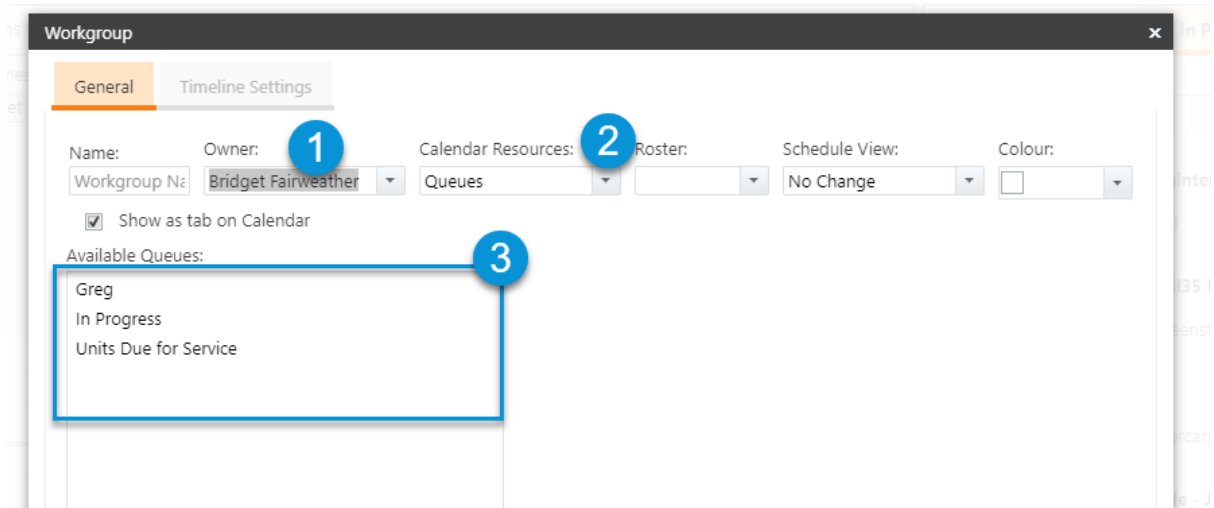 Workgroup ×
General Timeline Settings
Name: Owner: 1 Calendar Resources: 2 Roster: Schedule View: Colour:
Workgroup Na Bridget Fairweather Queues No Change
Show as tab on Calendar
Available Queues:
3
Greg
In Progress
Units Due for Service